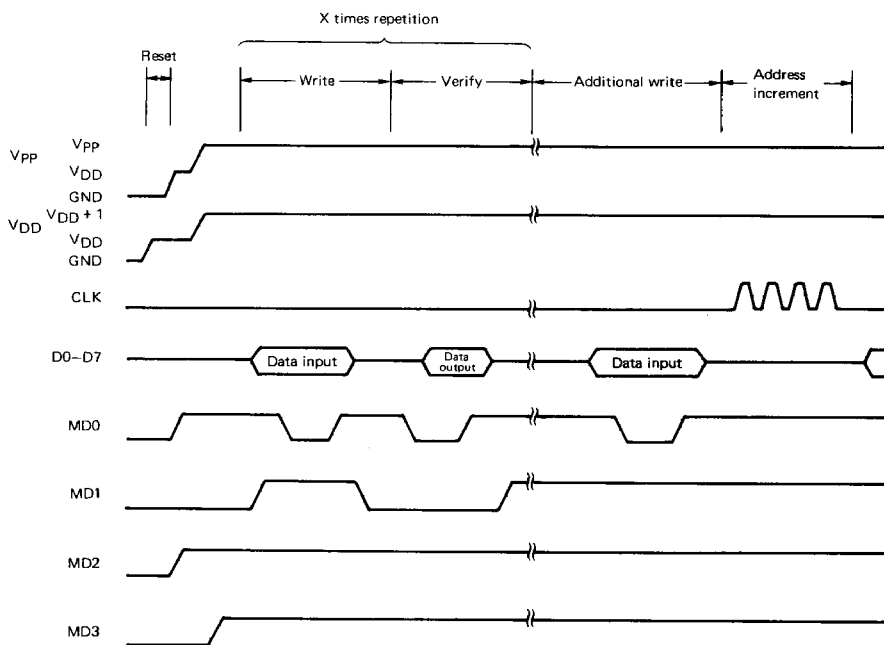 X times repetition
Reset
Write
Verify
Additional write
Address
increment
VPP
VPP
VDD
GND
VDD
VDD + 1
VDD
GND
CLK
D0~D7
Data input
Data
output
Data input
MD0
MD1
MD2
MD3